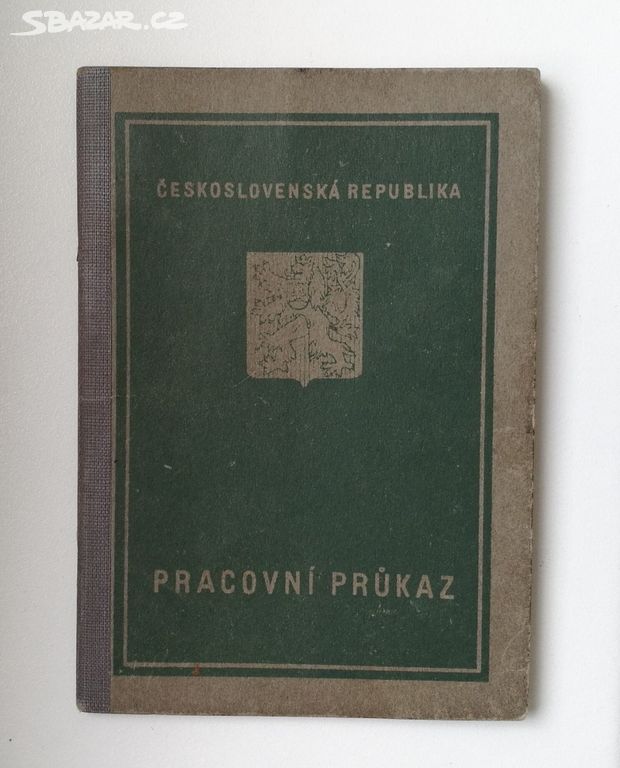 SBAZAR.CZ
ČESKOSLOVENSKÁ REPUBLIKA
PRACOVNÍ PRŮKAZ